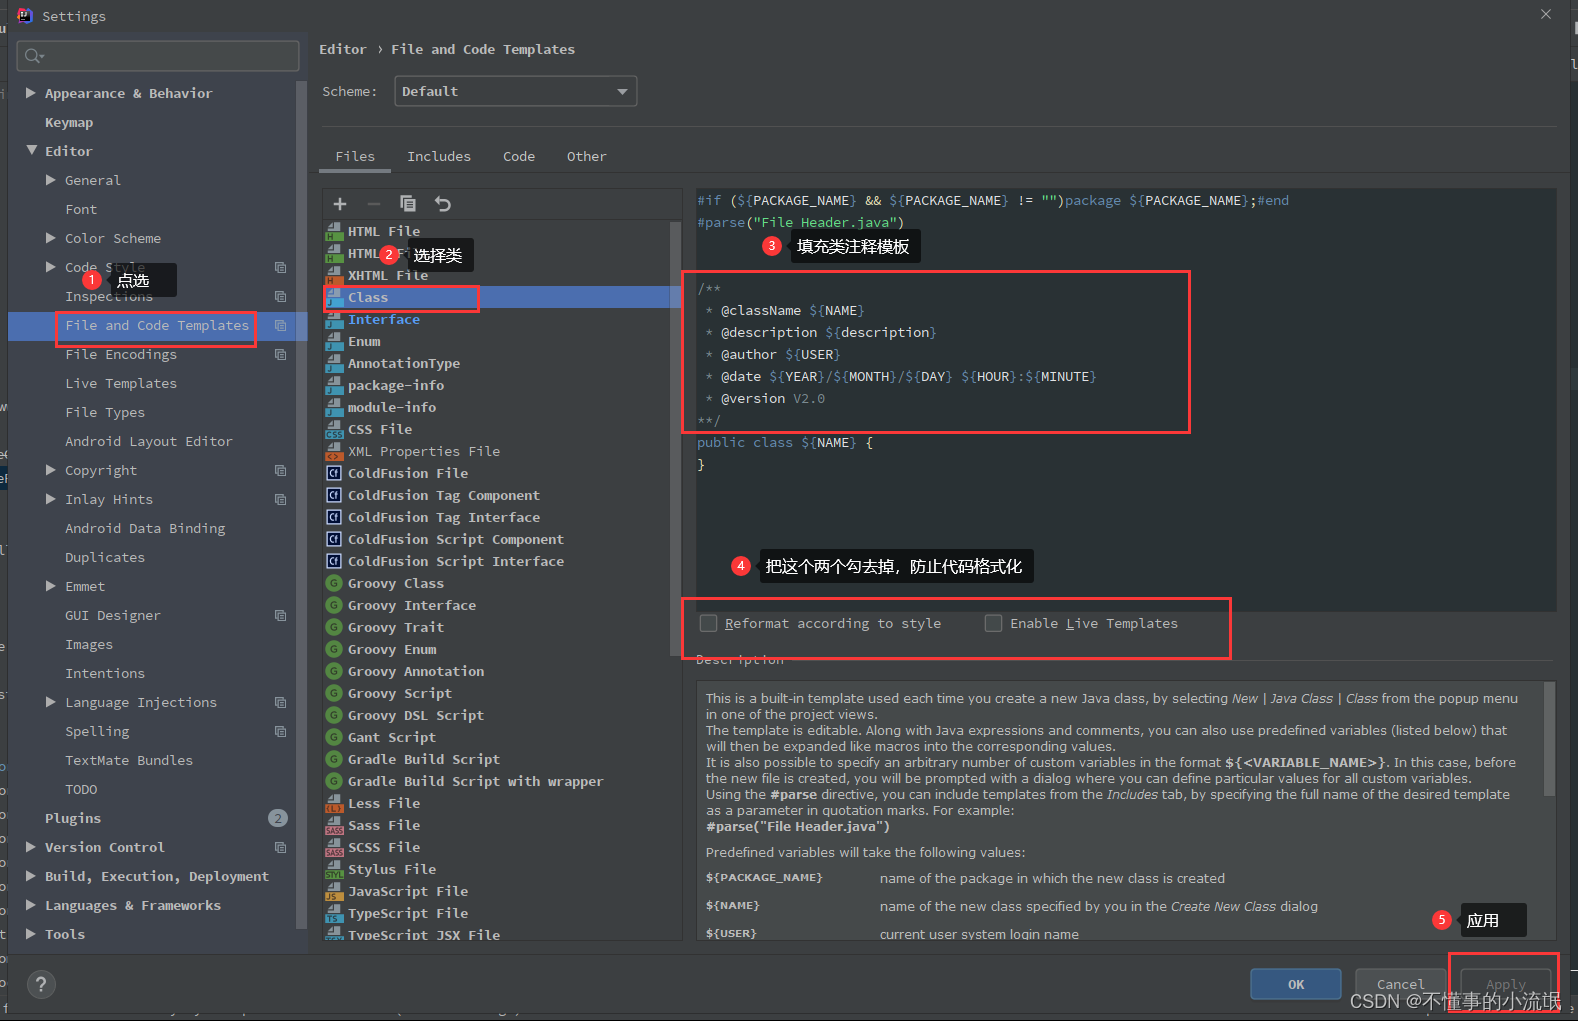 Settings
Appearance & Behavior
Keymap
Editor
General
Font
Color Scheme
Code Style
1 点选
Inspections
File and Code Templates
File Encodings
Live Templates
File Types
Android Layout Editor
Copyright
Inlay Hints
Android Data Binding
Duplicates
Emmet
GUI Designer
Images
Intentions
Language Injections
Spelling
TextMate Bundles
TODO
Plugins 2
Version Control
Build, Execution, Deployment
Languages & Frameworks
Tools
Editor › File and Code Templates
Scheme: Default
Files Includes Code Other
HTML File
2 选择类
XHTML File
Class
Interface
Enum
AnnotationType
package-info
module-info
CSS File
XML Properties File
ColdFusion File
ColdFusion Tag Component
ColdFusion Tag Interface
ColdFusion Script Component
ColdFusion Script Interface
Groovy Class
Groovy Interface
Groovy Trait
Groovy Enum
Groovy Annotation
Groovy Script
Groovy DSL Script
Gant Script
Gradle Build Script
Gradle Build Script with wrapper
Less File
Sass File
SCSS File
Stylus File
JavaScript File
TypeScript File
TypeScript JSX File
#if (${PACKAGE_NAME} && ${PACKAGE_NAME} != "")package ${PACKAGE_NAME};#end
#parse("File Header.java")
3 填充类注释模板
/**
* @className ${NAME}
* @description ${description}
* @author ${USER}
* @date ${YEAR}/${MONTH}/${DAY} ${HOUR}:${MINUTE}
* @version V2.0
**/
public class ${NAME} {
}
4 把这个两个勾去掉，防止代码格式化
Reformat according to style Enable Live Templates
Description
This is a built-in template used each time you create a new Java class, by selecting New | Java Class | Class from the popup menu
in one of the project views.
The template is editable. Along with Java expressions and comments, you can also use predefined variables (listed below) that
will then be expanded like macros into the corresponding values.
It is also possible to specify an arbitrary number of custom variables in the format ${<VARIABLE_NAME>}. In this case, before
the new file is created, you will be prompted with a dialog where you can define particular values for all custom variables.
Using the #parse directive, you can include templates from the Includes tab, by specifying the full name of the desired template
as a parameter in quotation marks. For example:
#parse("File Header.java")
Predefined variables will take the following values:
${PACKAGE_NAME} name of the package in which the new class is created
${NAME} name of the new class specified by you in the Create New Class dialog
${USER} current user system login name
5 应用
? OK Cancel Apply
CSDN @不懂事的小流氓